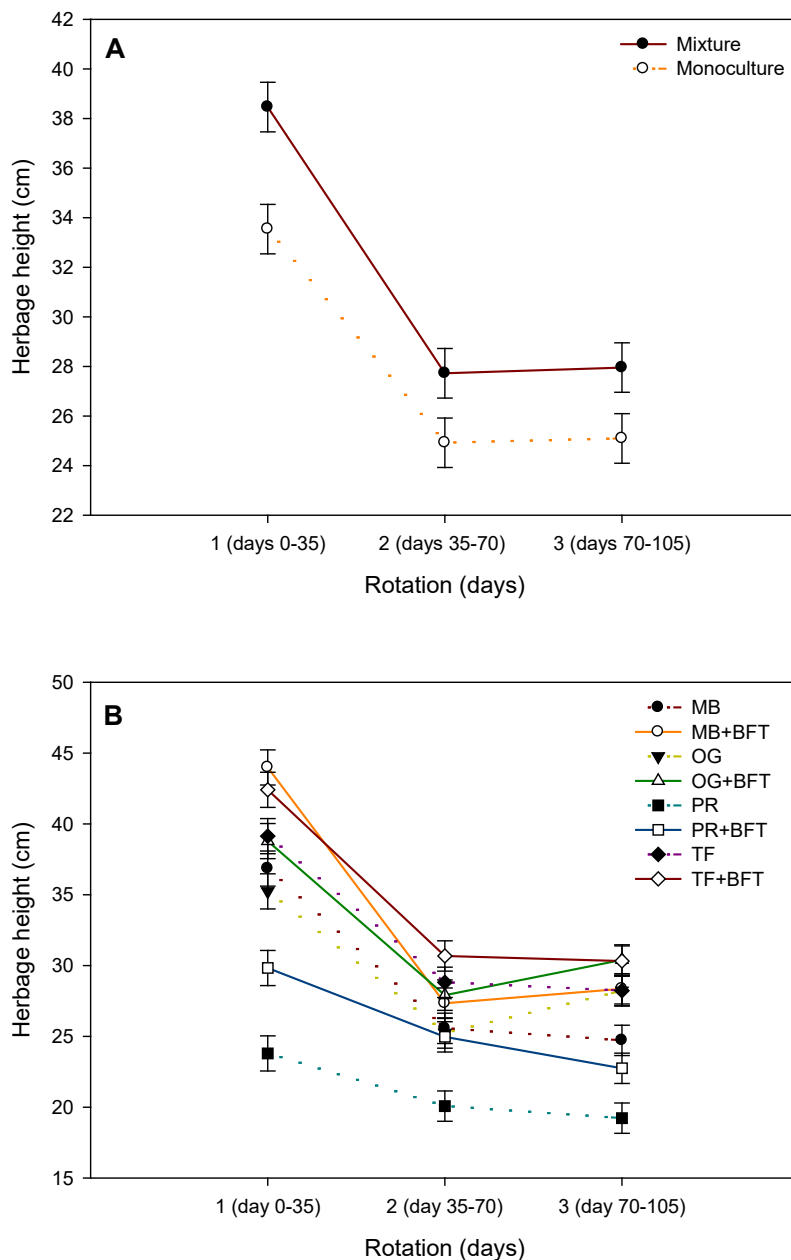 A
Mixture
Monoculture
42
40
38
36
34
32
30
28
26
24
22
Herbage height (cm)
1 (days 0-35) 2 (days 35-70) 3 (days 70-105)
Rotation (days)
B
MB
MB+BFT
OG
OG+BFT
PR
PR+BFT
TF
TF+BFT
50
45
40
35
30
25
20
15
Herbage height (cm)
1 (day 0-35) 2 (day 35-70) 3 (day 70-105)
Rotation (days)